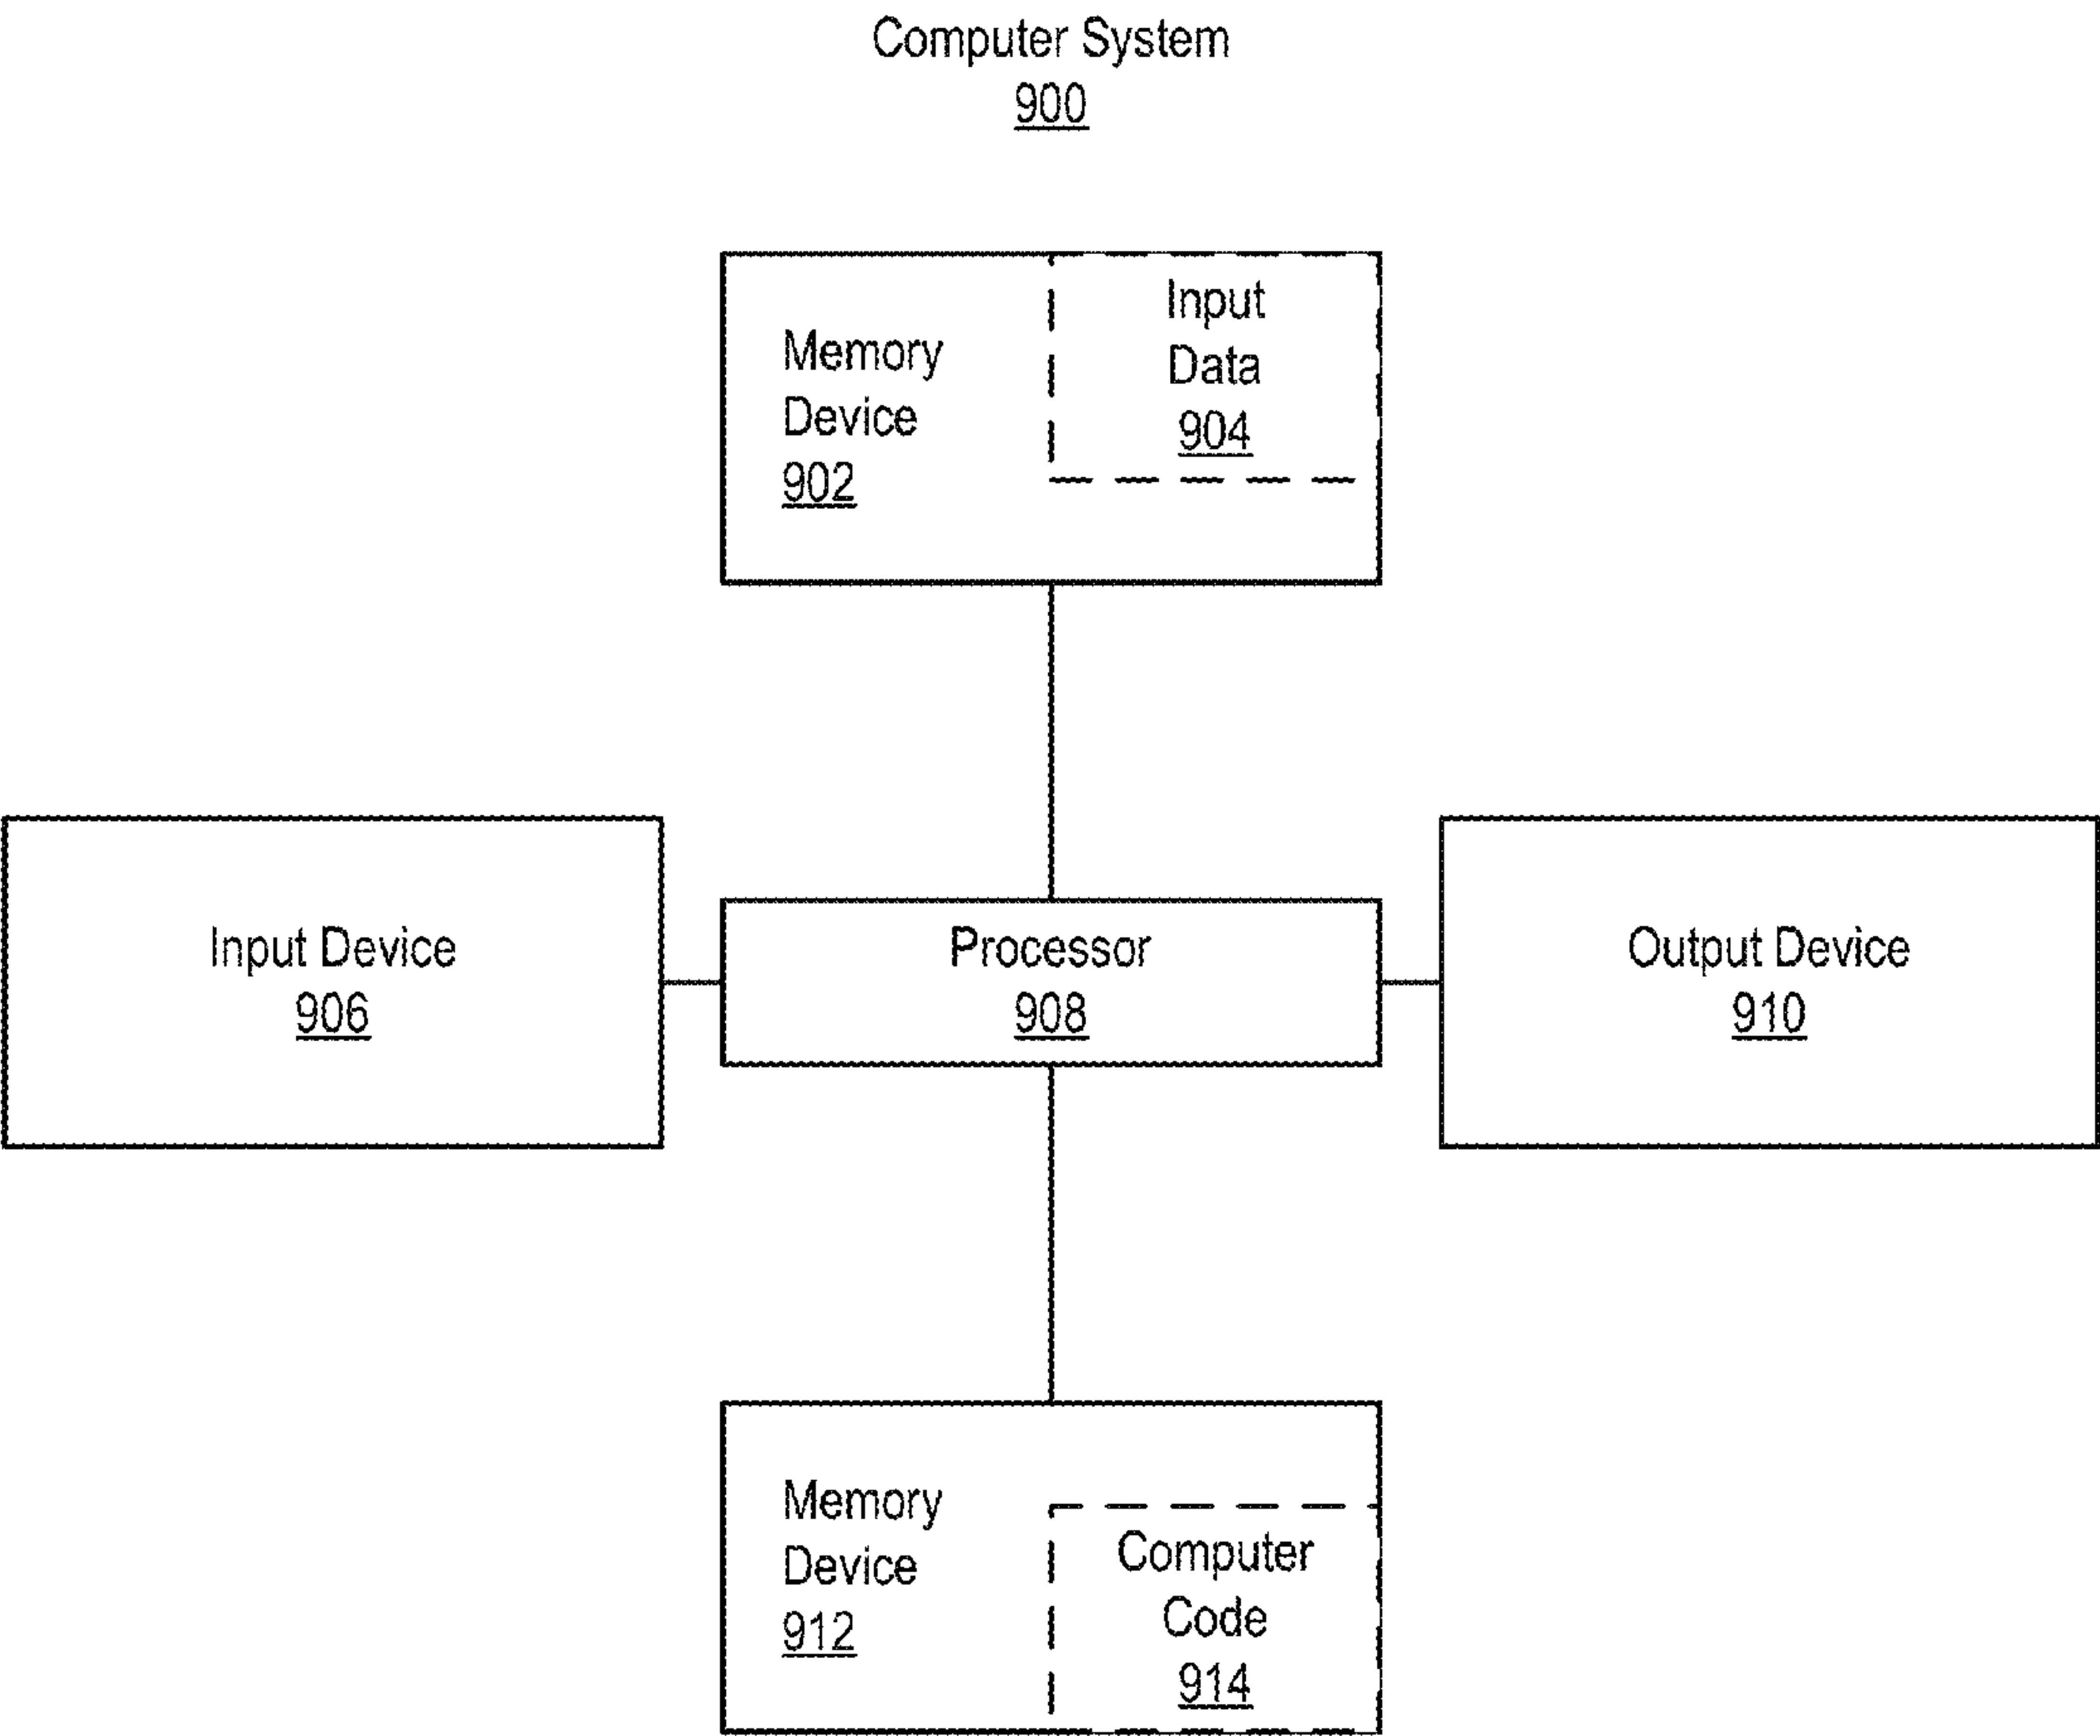 Computer System
900
Memory
Device
902
Input
Data
904
Input Device
906
Processor
908
Output Device
910
Memory
Device
912
Computer
Code
914